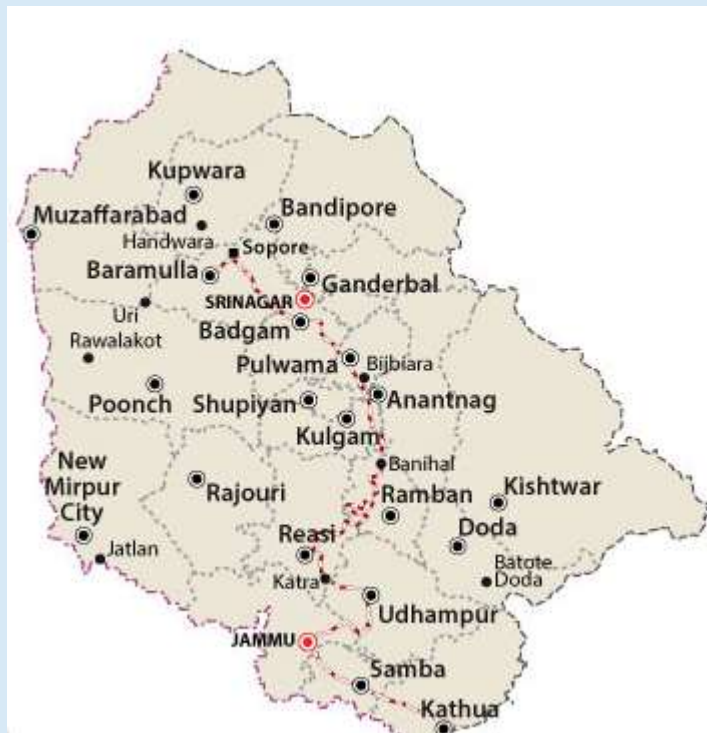 Kupwara
Muzaffarabad
Bandipore
Handwara
Sopore
Baramulla
Ganderbal
SRINAGAR
Uri
Badgam
Rawalakot
Pulwama
Bijbiara
Poonch
Shupiyan
Anantnag
Kulgam
New
Mirpur
City
Banihal
Rajouri
Ramban
Kishtwar
Reasi
Doda
Jatlan
Katra
Batote
Doda
Udhampur
JAMMU
Samba
Kathua